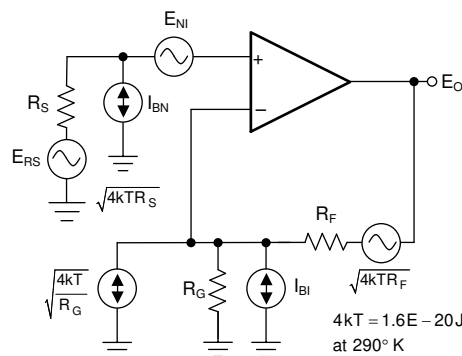 E_NI
+
E_O
R_S
I_BN
−
E_RS
√4kTR_S
R_F
√4kT/R_G
R_G
I_BI
√4kTR_F
4kT = 1.6E − 20J
at 290° K